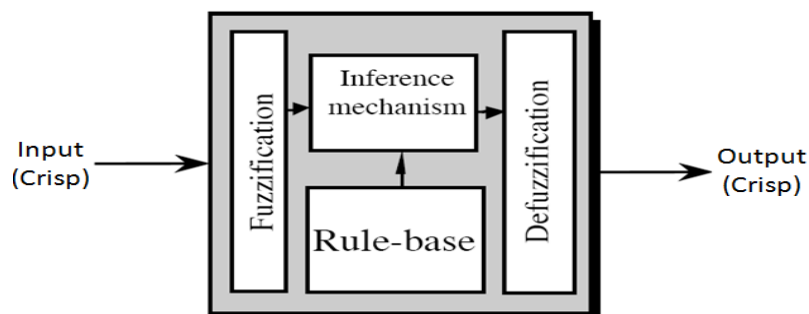 Input
(Crisp)
Fuzzification
Inference
mechanism
Rule-base
Defuzzification
Output
(Crisp)